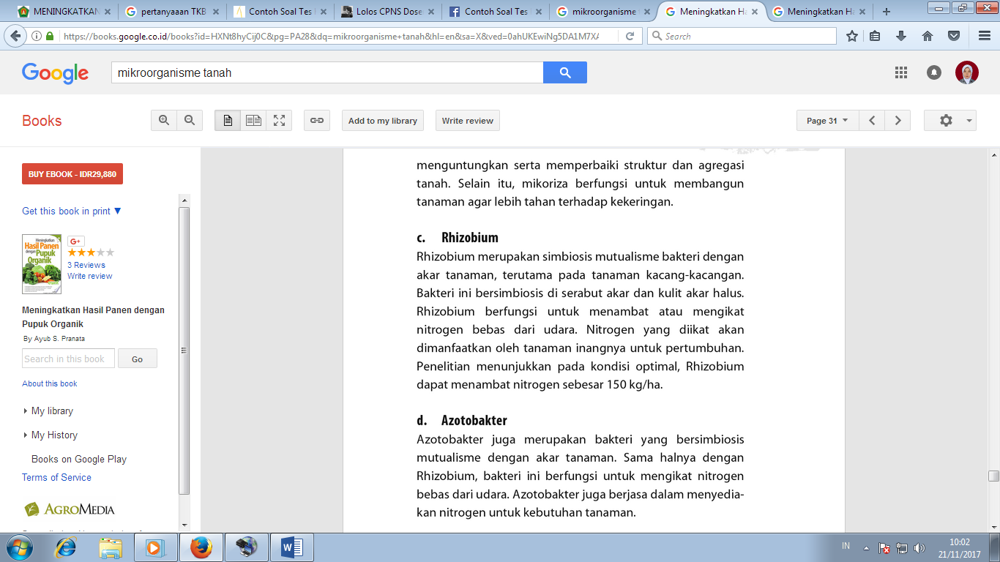 MENINGKATKAN
pertanyaaan TKB
Contoh Soal Tes
Lolos CPNS Dose
Contoh Soal Tes
mikroorganisme
Meningkatkan Ha
Meningkatkan Ha
https://books.google.co.id/books?id=HXNt8hyCij0C&pg=PA28&dq=mikroorganisme+tanah&hl=en&sa=X&ved=0ahUKEwiNg5DA1M7XA
Search
Google
mikroorganisme tanah
Books
Add to my library
Write review
Page 31
BUY EBOOK - IDR29,880
Get this book in print ▼
Meningkatkan
Hasil Panen
dengan
Pupuk
Organik
G+
3 Reviews
Write review
Meningkatkan Hasil Panen dengan
Pupuk Organik
By Ayub S. Pranata
Search in this book
Go
About this book
My library
My History
Books on Google Play
Terms of Service
AGROMEDIA
menguntungkan serta memperbaiki struktur dan agregasi
tanah. Selain itu, mikoriza berfungsi untuk membangun
tanaman agar lebih tahan terhadap kekeringan.
c. Rhizobium
Rhizobium merupakan simbiosis mutualisme bakteri dengan
akar tanaman, terutama pada tanaman kacang-kacangan.
Bakteri ini bersimbiosis di serabut akar dan kulit akar halus.
Rhizobium berfungsi untuk menambat atau mengikat
nitrogen bebas dari udara. Nitrogen yang diikat akan
dimanfaatkan oleh tanaman inangnya untuk pertumbuhan.
Penelitian menunjukkan pada kondisi optimal, Rhizobium
dapat menambat nitrogen sebesar 150 kg/ha.
d. Azotobakter
Azotobakter juga merupakan bakteri yang bersimbiosis
mutualisme dengan akar tanaman. Sama halnya dengan
Rhizobium, bakteri ini berfungsi untuk mengikat nitrogen
bebas dari udara. Azotobakter juga berjasa dalam menyedia-
kan nitrogen untuk kebutuhan tanaman.
IN
10:02
21/11/2017